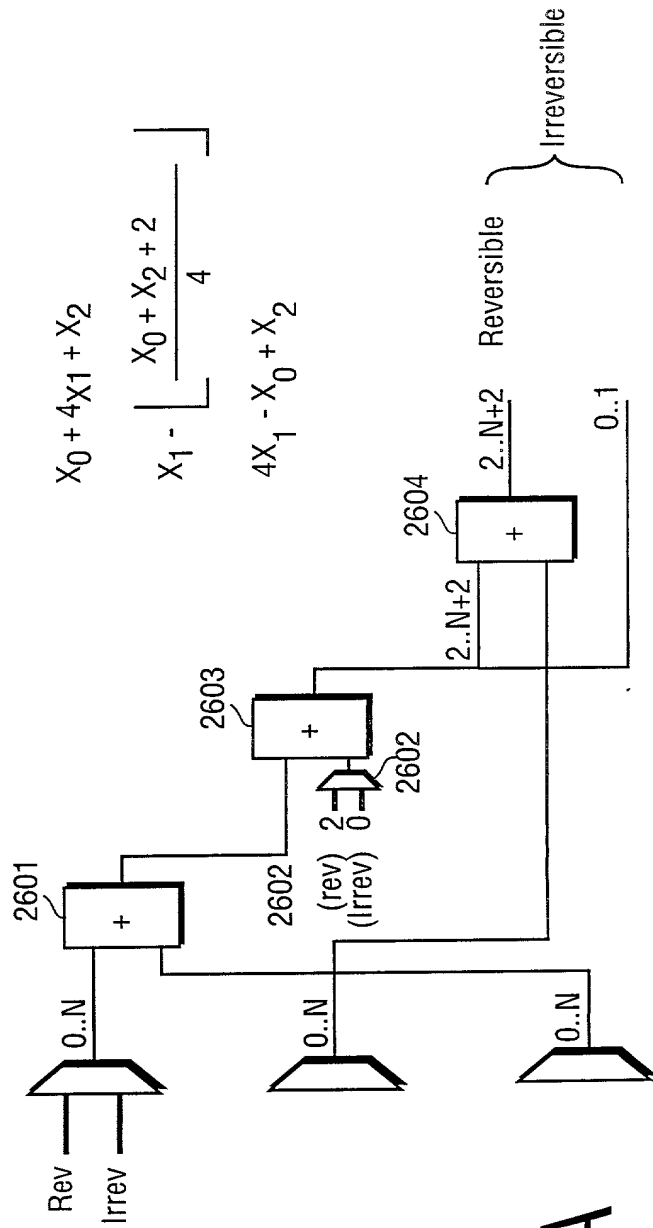 X0 + 4X1 + X2
X1 - ⌊ X0 + X2 + 2 / 4 ⌋
4X1 - X0 + X2
Rev
Irrev
0..N
2601
+
2602
(rev) 2
(Irrev) 0
2602
2603
+
0..N
2..N+2
2604
+
2..N+2
Reversible
Irreversible
0..N
0..1